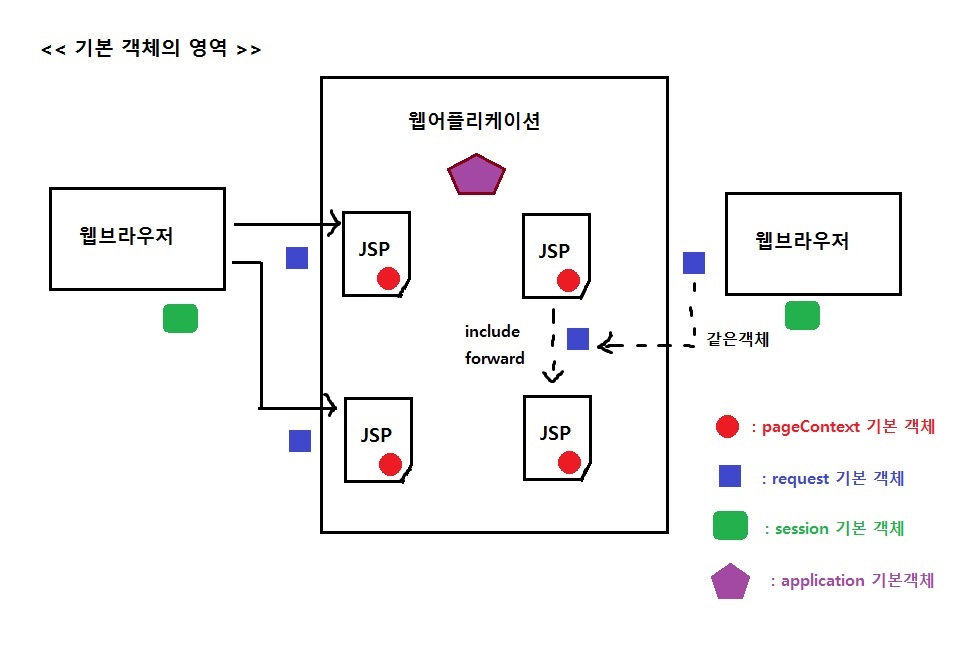 << 기본 객체의 영역 >>
웹어플리케이션
웹브라우저
JSP
JSP
웹브라우저
include
forward
같은객체
JSP
JSP
: pageContext 기본 객체
: request 기본 객체
: session 기본 객체
: application 기본객체